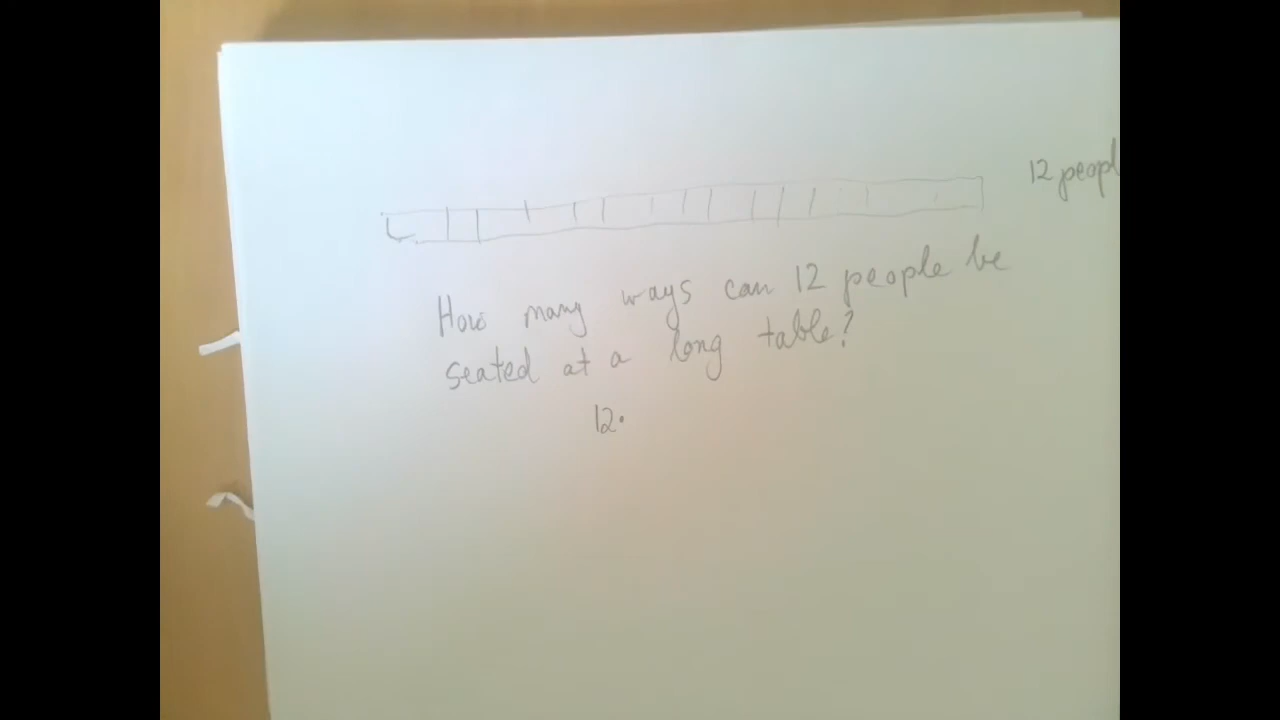 12 peopl
How many ways can 12 people be
seated at a long table?
12.